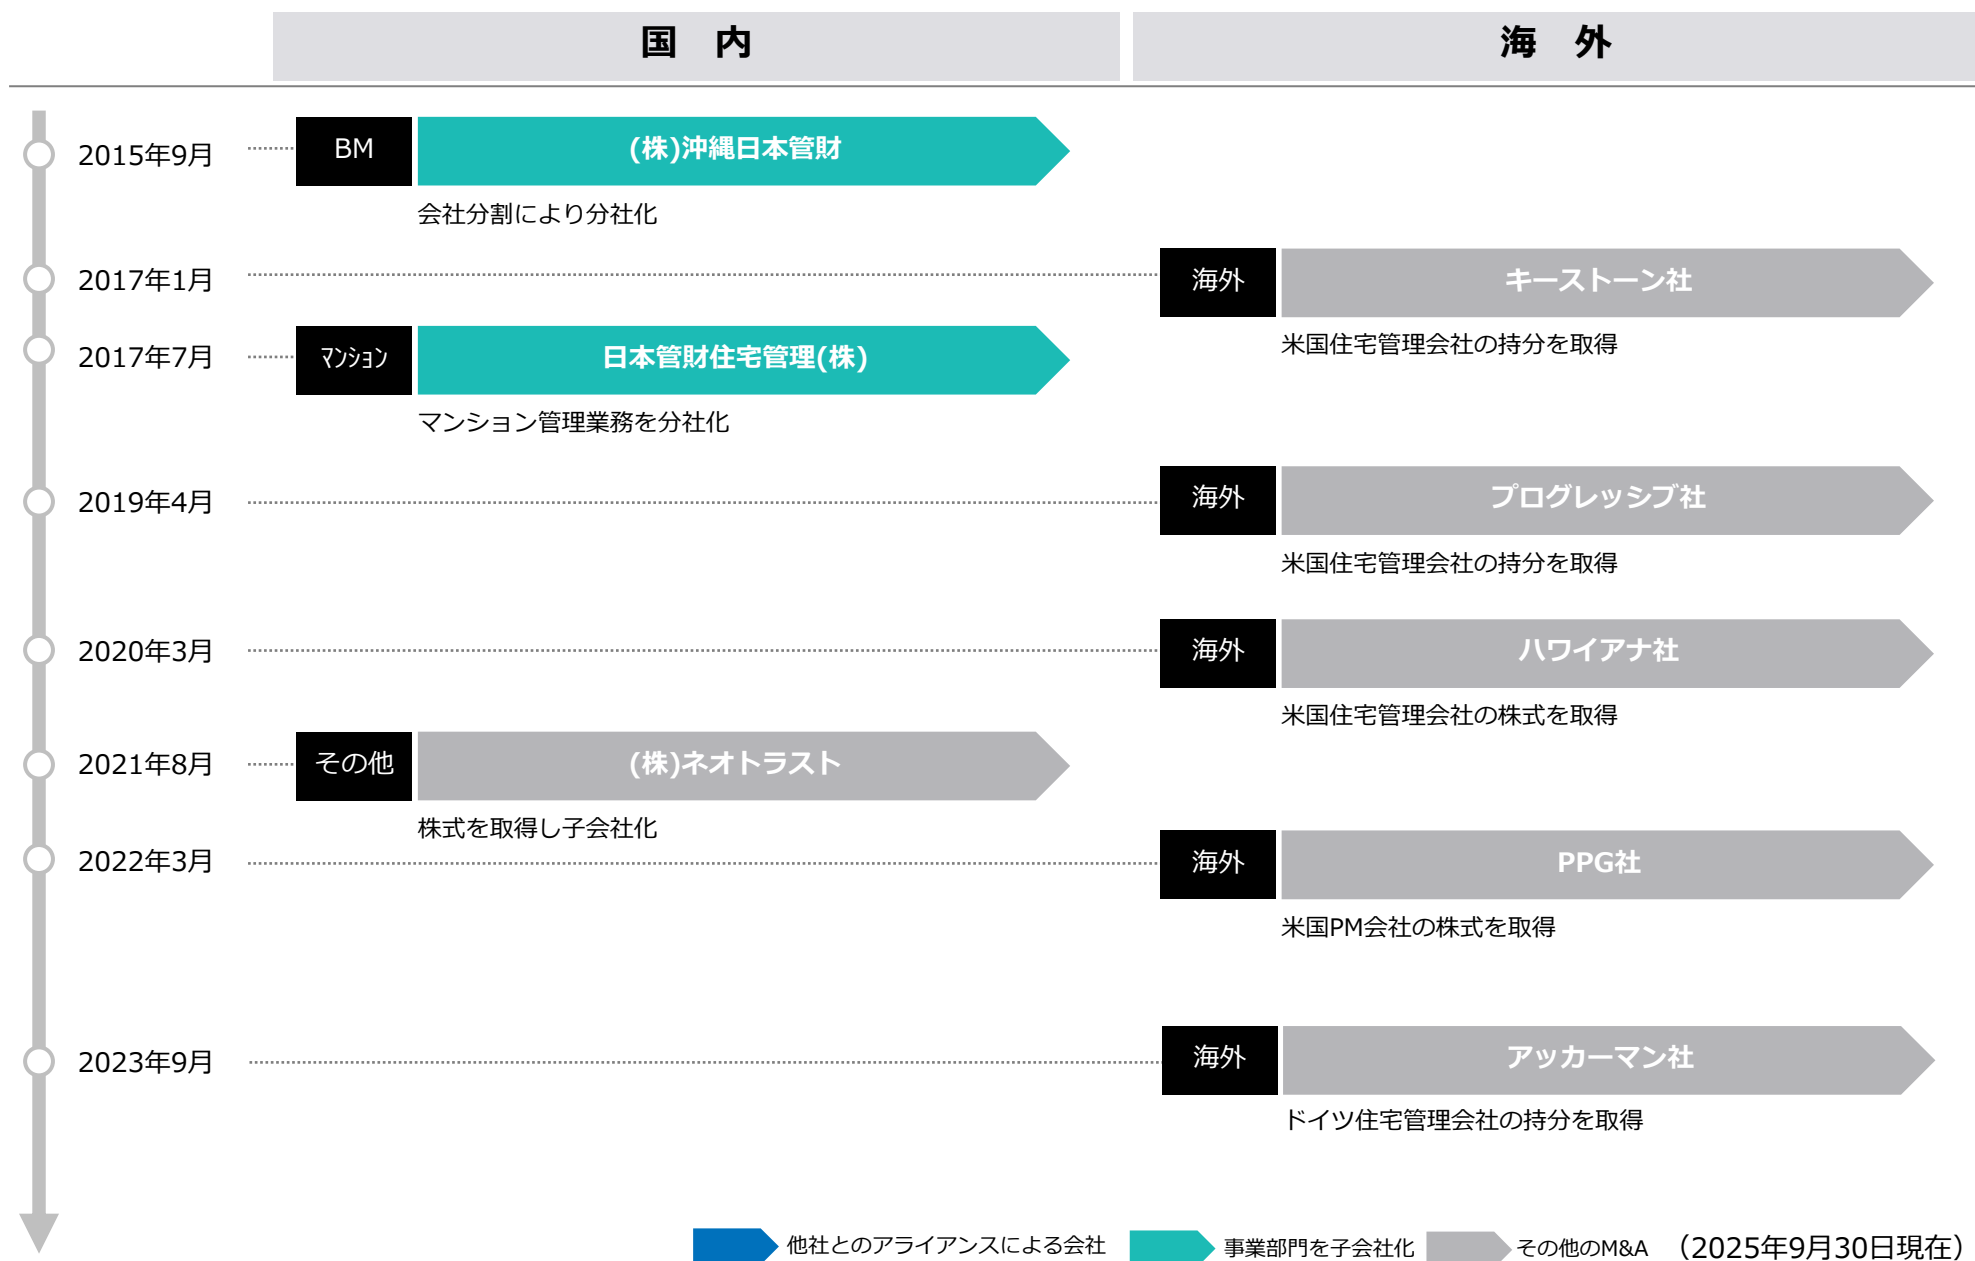 国　内
海　外
2015年9月
BM
(株)沖縄日本管財
会社分割により分社化
2017年1月
海外
キーストーン社
米国住宅管理会社の持分を取得
2017年7月
ﾏﾝｼｮﾝ
日本管財住宅管理(株)
マンション管理業務を分社化
2019年4月
海外
プログレッシブ社
米国住宅管理会社の持分を取得
2020年3月
海外
ハワイアナ社
米国住宅管理会社の株式を取得
2021年8月
その他
(株)ネオトラスト
株式を取得し子会社化
2022年3月
海外
PPG社
米国PM会社の株式を取得
2023年9月
海外
アッカーマン社
ドイツ住宅管理会社の持分を取得
他社とのアライアンスによる会社
事業部門を子会社化
その他のM&A
（2025年9月30日現在）